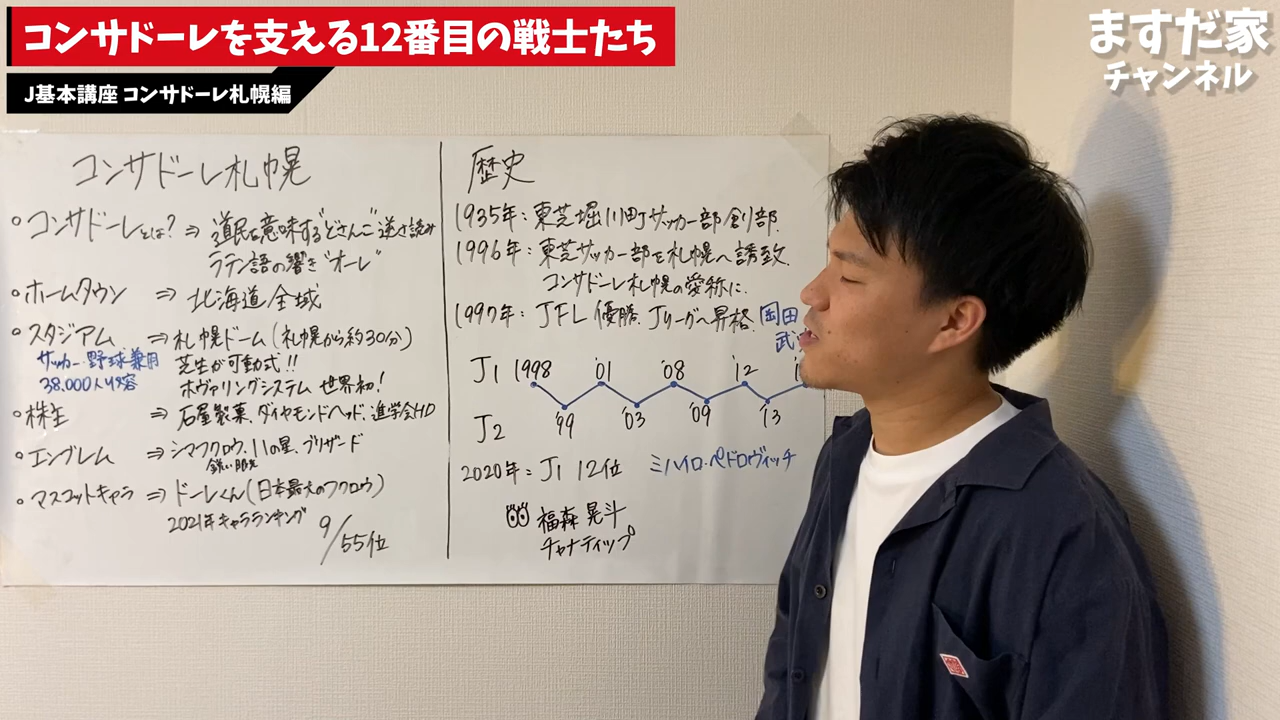 コンサドーレを支える12番目の戦士たち
J基本講座 コンサドーレ札幌編
ますだ家
チャンネル
コンサドーレ札幌
・コンサドーレとは? ⇒ 道民を意味する"どさんこ"逆さ読み
ラテン語の響き"オーレ"
・ホームタウン ⇒ 北海道全域
・スタジアム ⇒ 札幌ドーム(札幌から約30分)
サッカー・野球兼用 芝生が可動式!!
38.000人収容 ホヴァリングシステム 世界初!
・株主 ⇒ 石屋製菓、ダイヤモンドヘッド、進学会HD
・エンブレム ⇒ シマフクロウ、11の星、ブリザード
鋭い眼光
・マスコットキャラ ⇒ ドーレくん(日本最大のフクロウ)
2021年キャラランキング 9/55位
歴史
1935年:東芝堀川町サッカー部創部.
1996年:東芝サッカー部を札幌へ誘致.
コンサドーレ札幌の愛称に.
1997年:JFL優勝.Jリーグへ昇格. 岡田
武
J1 1998 '01 '08 '12
J2 '99 '03 '09 '13
2020年:J1 12位 ミハイロ・ペドロヴィッチ
福森 晃斗
チャナティップ